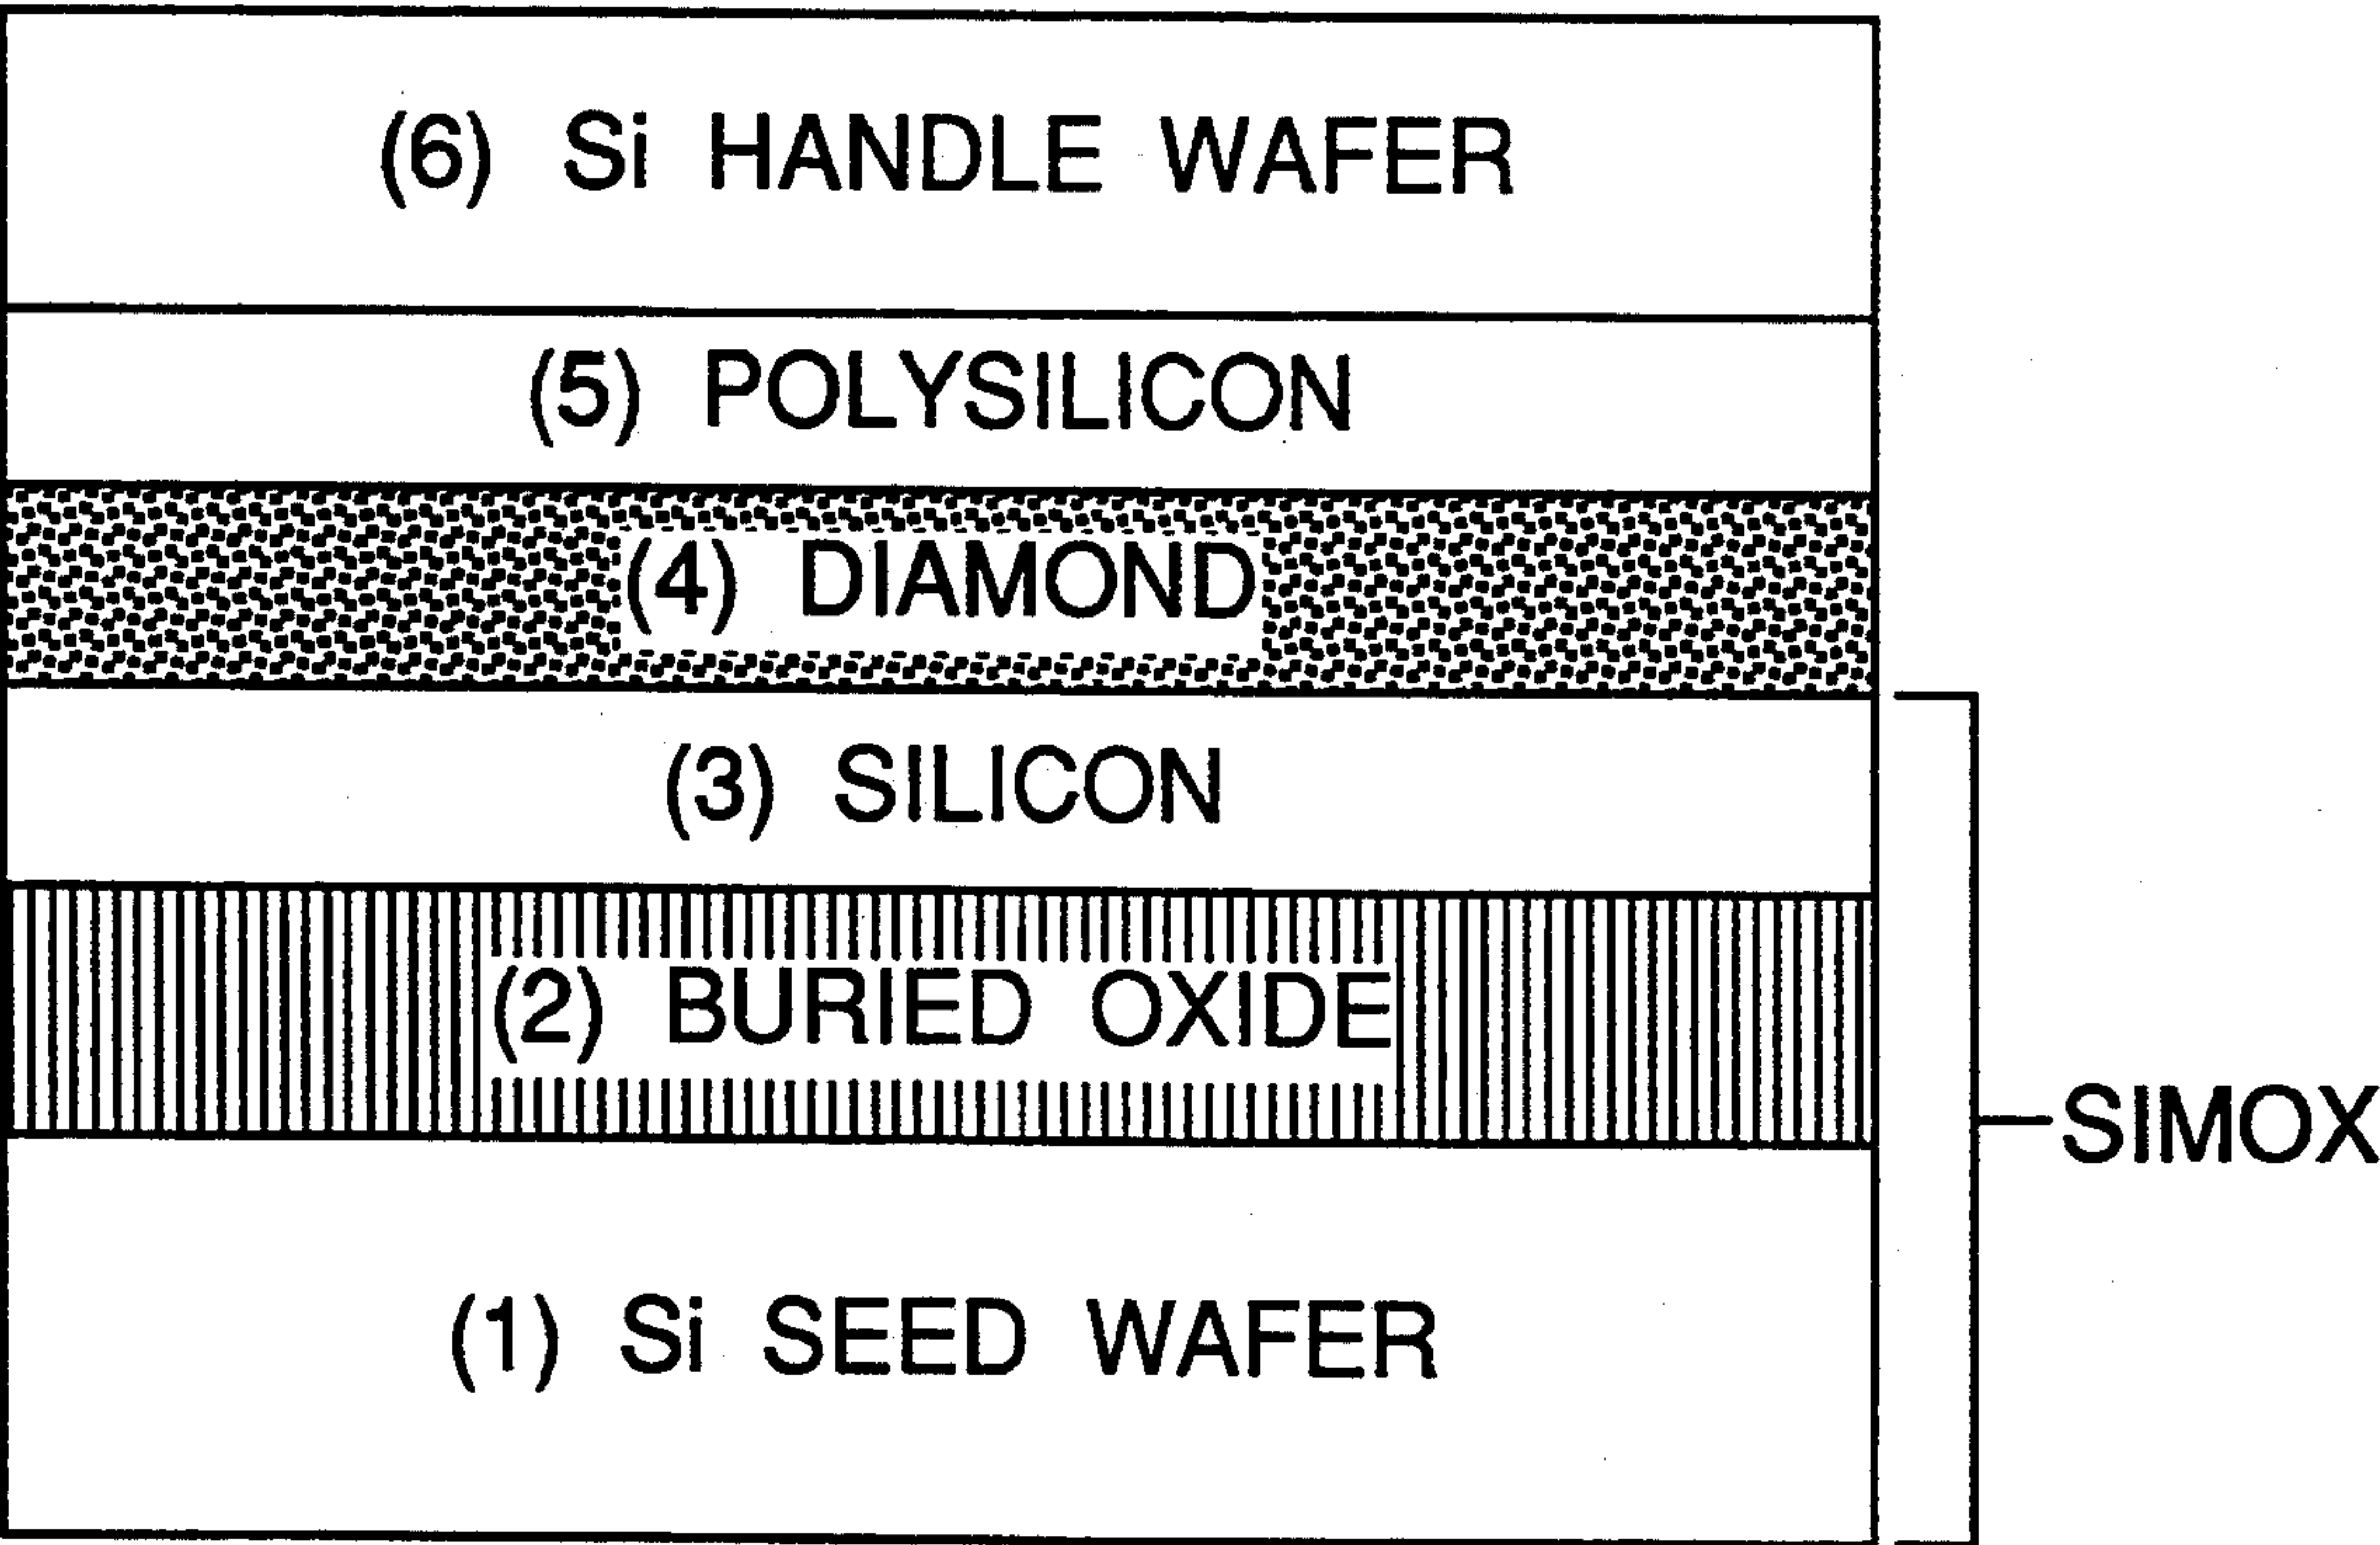 (6) Si HANDLE WAFER
(5) POLYSILICON
(4) DIAMOND
(3) SILICON
(2) BURIED OXIDE
SIMOX
(1) Si SEED WAFER